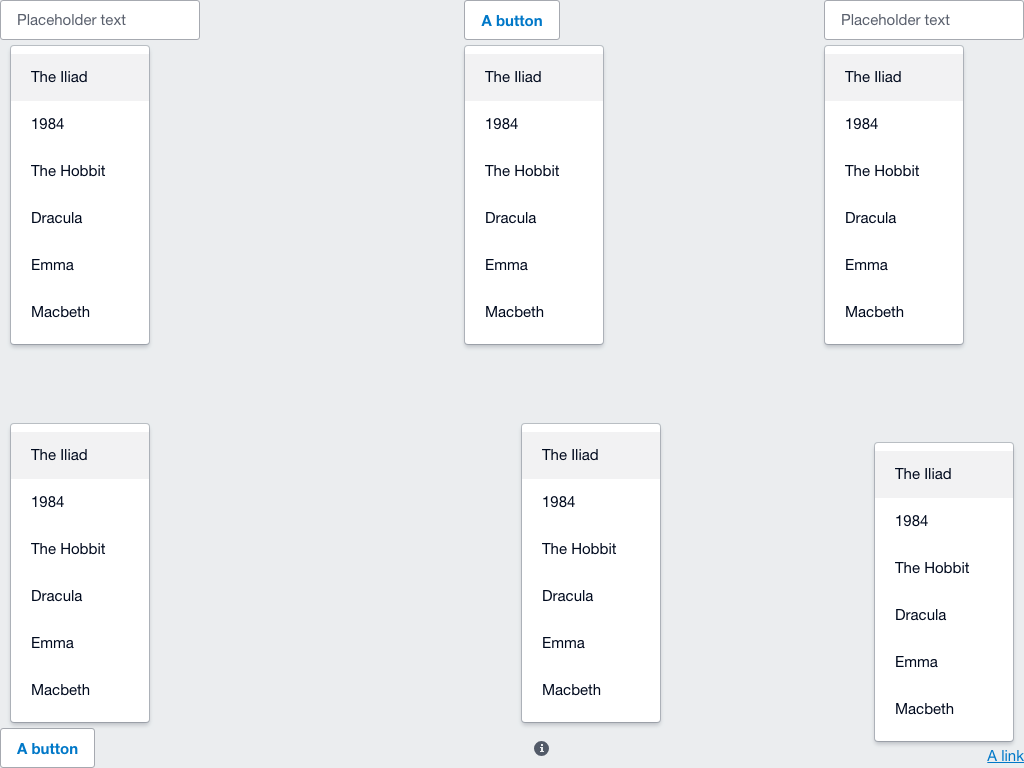 Placeholder text
The Iliad
1984
The Hobbit
Dracula
Emma
Macbeth
A button
The Iliad
1984
The Hobbit
Dracula
Emma
Macbeth
Placeholder text
The Iliad
1984
The Hobbit
Dracula
Emma
Macbeth
The Iliad
1984
The Hobbit
Dracula
Emma
Macbeth
A button
The Iliad
1984
The Hobbit
Dracula
Emma
Macbeth
The Iliad
1984
The Hobbit
Dracula
Emma
Macbeth
A link